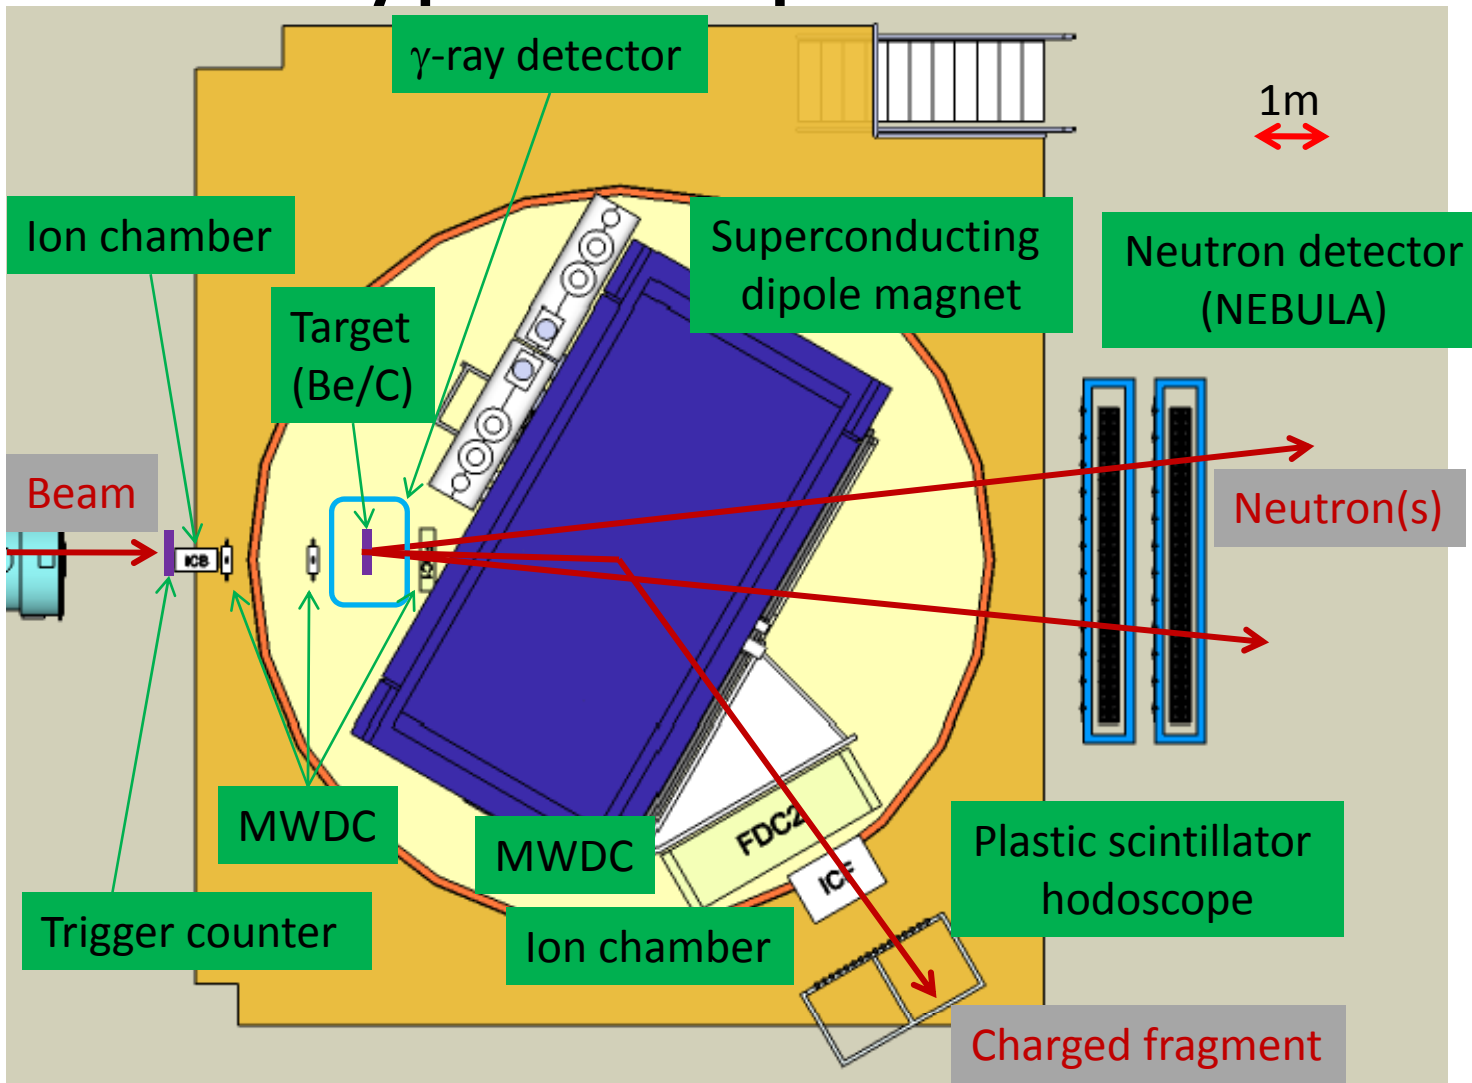 γ-ray detector
1m
Ion chamber
Superconducting
dipole magnet
Neutron detector
(NEBULA)
Target
(Be/C)
Beam
Neutron(s)
ICB
MWDC
MWDC
FDC2
ICF
Plastic scintillator
hodoscope
Trigger counter
Ion chamber
Charged fragment